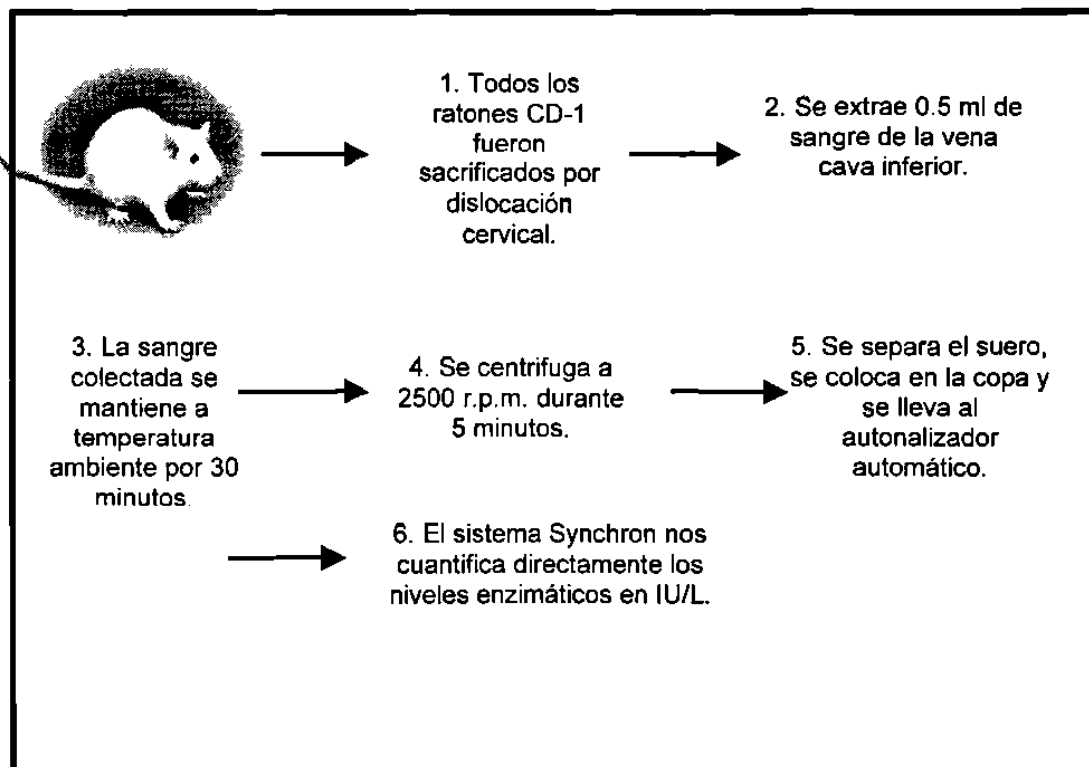 1. Todos los
ratones CD-1
fueron
sacrificados por
dislocación
cervical.
2. Se extrae 0.5 ml de
sangre de la vena
cava inferior.
3. La sangre
colectada se
mantiene a
temperatura
ambiente por 30
minutos.
4. Se centrifuga a
2500 r.p.m. durante
5 minutos.
5. Se separa el suero,
se coloca en la copa y
se lleva al
autonalizador
automático.
6. El sistema Synchron nos
cuantifica directamente los
niveles enzimáticos en IU/L.